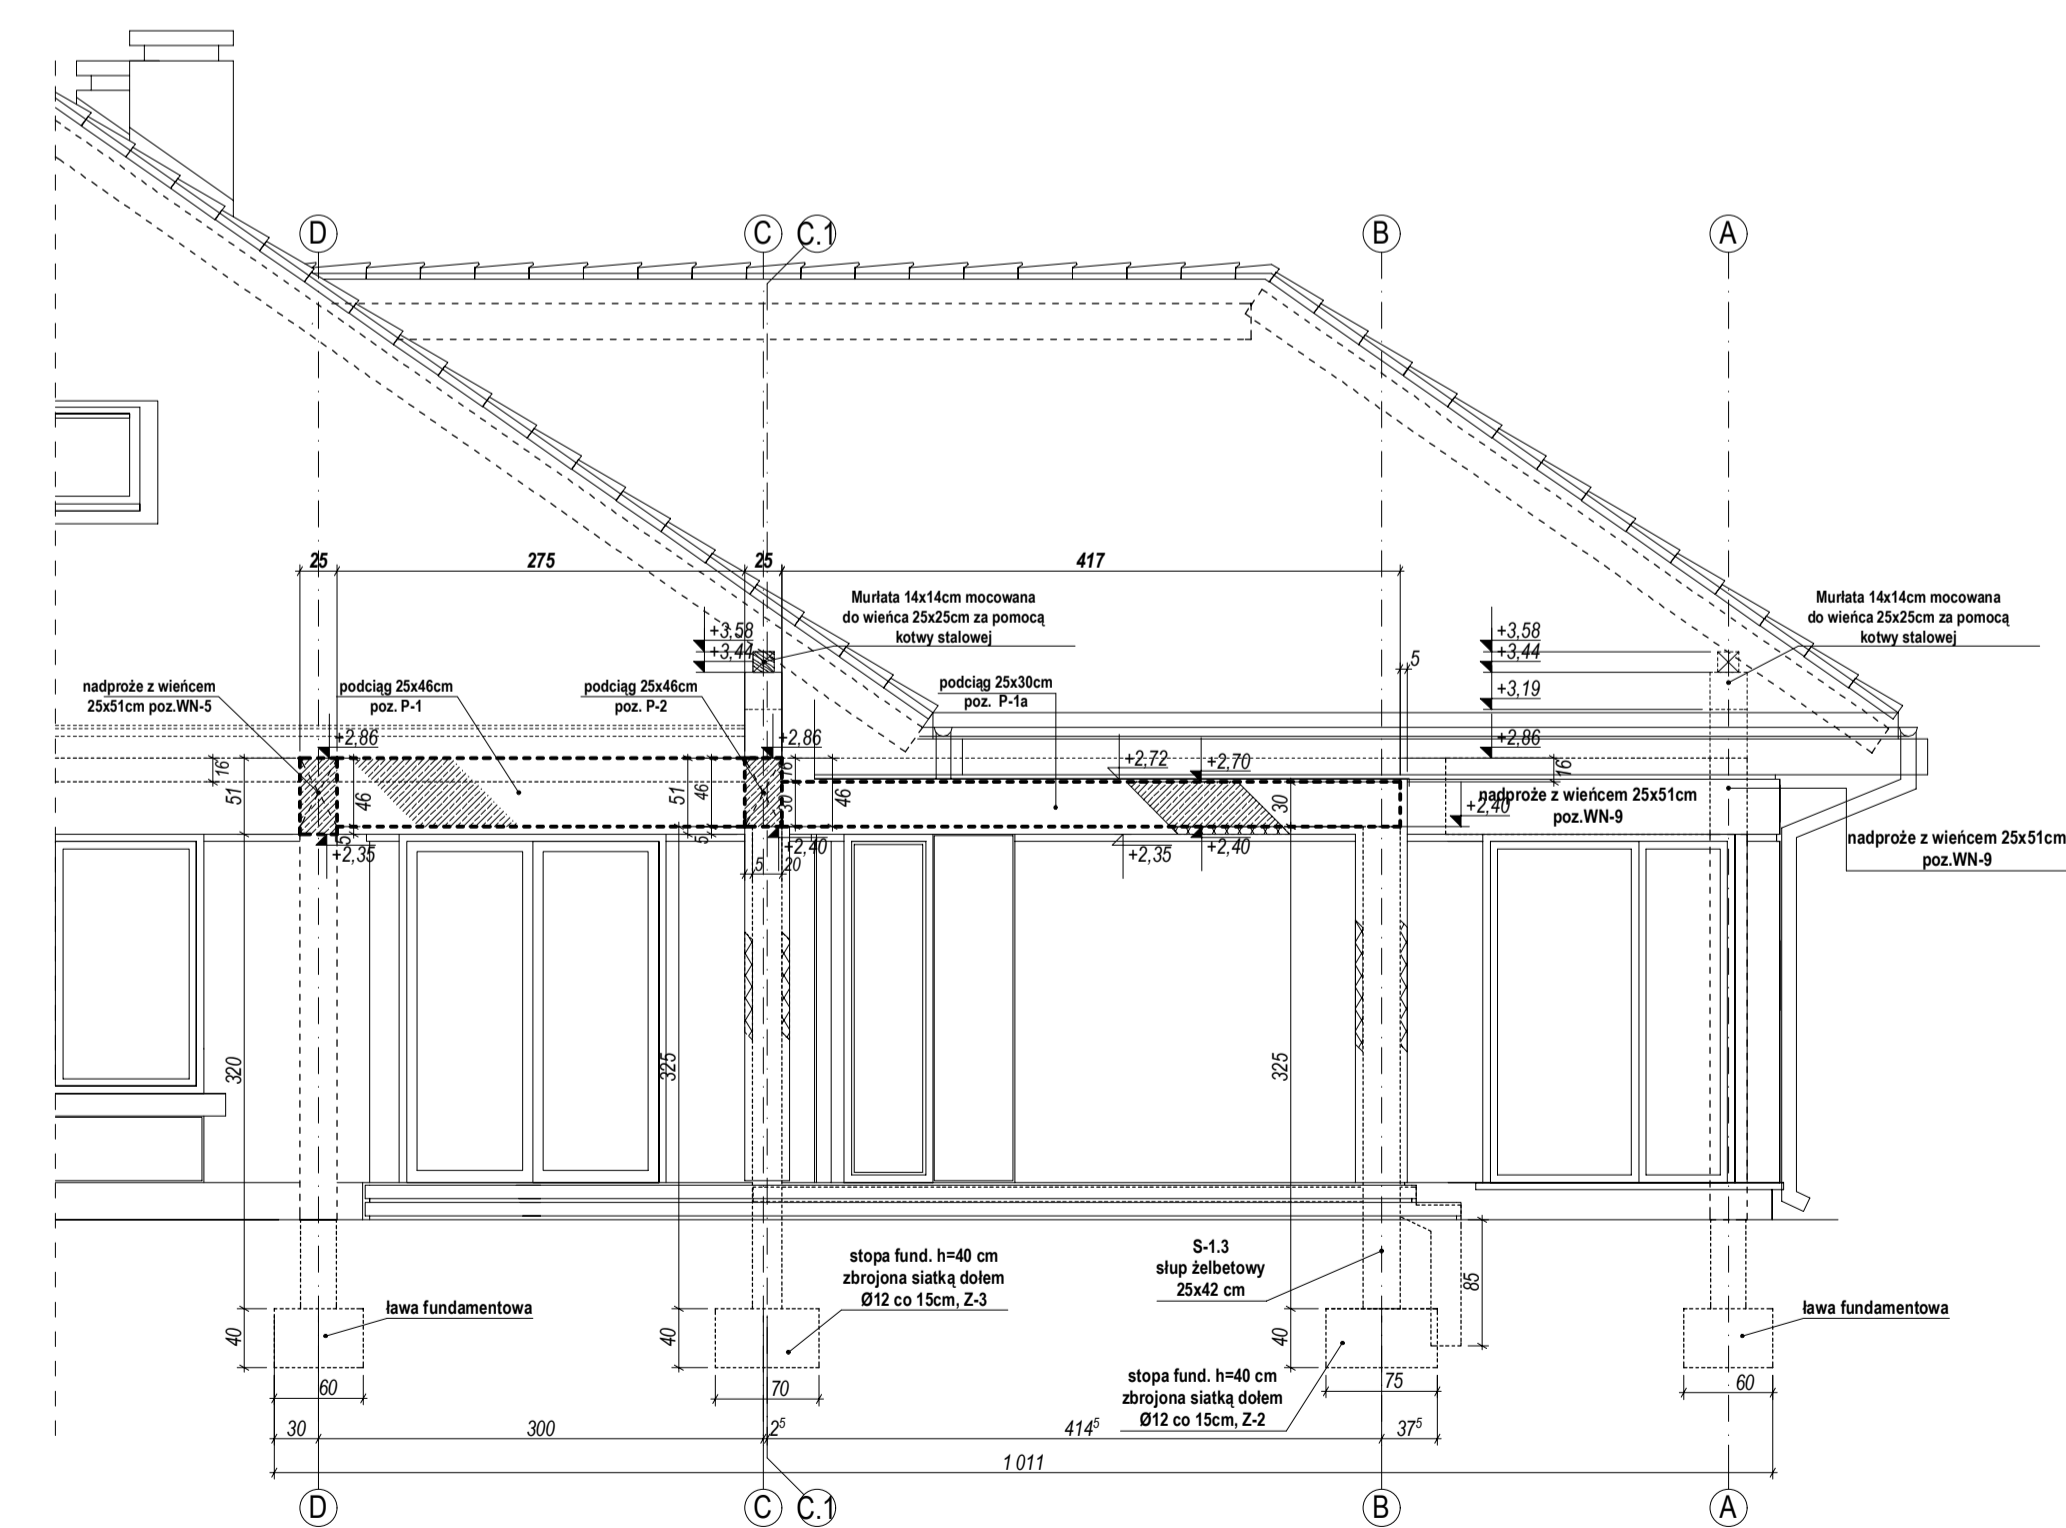 D
C
C.1
B
A
25
275
25
417
Murłata 14x14cm mocowana
do wieńca 25x25cm za pomocą
kotwy stalowej
Murłata 14x14cm mocowana
do wieńca 25x25cm za pomocą
kotwy stalowej
+3,58
+3,44
5
+3,58
+3,44
+3,19
+2,86
nadproże z wieńcem
25x51cm poz.WN-5
podciąg 25x46cm
poz. P-1
podciąg 25x46cm
poz. P-2
podciąg 25x30cm
poz. P-1a
+2,86
+2,86
+2,72
+2,70
16
51
46
51
46
16
30
46
30
16
5
5
5
+2,35
+2,40
5
20
+2,35
+2,40
+2,40
nadproże z wieńcem 25x51cm
poz.WN-9
nadproże z wieńcem 25x51cm
poz.WN-9
320
325
325
85
stopa fund. h=40 cm
zbrojona siatką dołem
Ø12 co 15cm, Z-3
S-1.3
słup żelbetowy
25x42 cm
ława fundamentowa
ława fundamentowa
40
40
40
stopa fund. h=40 cm
zbrojona siatką dołem
Ø12 co 15cm, Z-2
60
70
75
60
30
300
2⁵
414⁵
37⁵
1 011
D
C
C.1
B
A